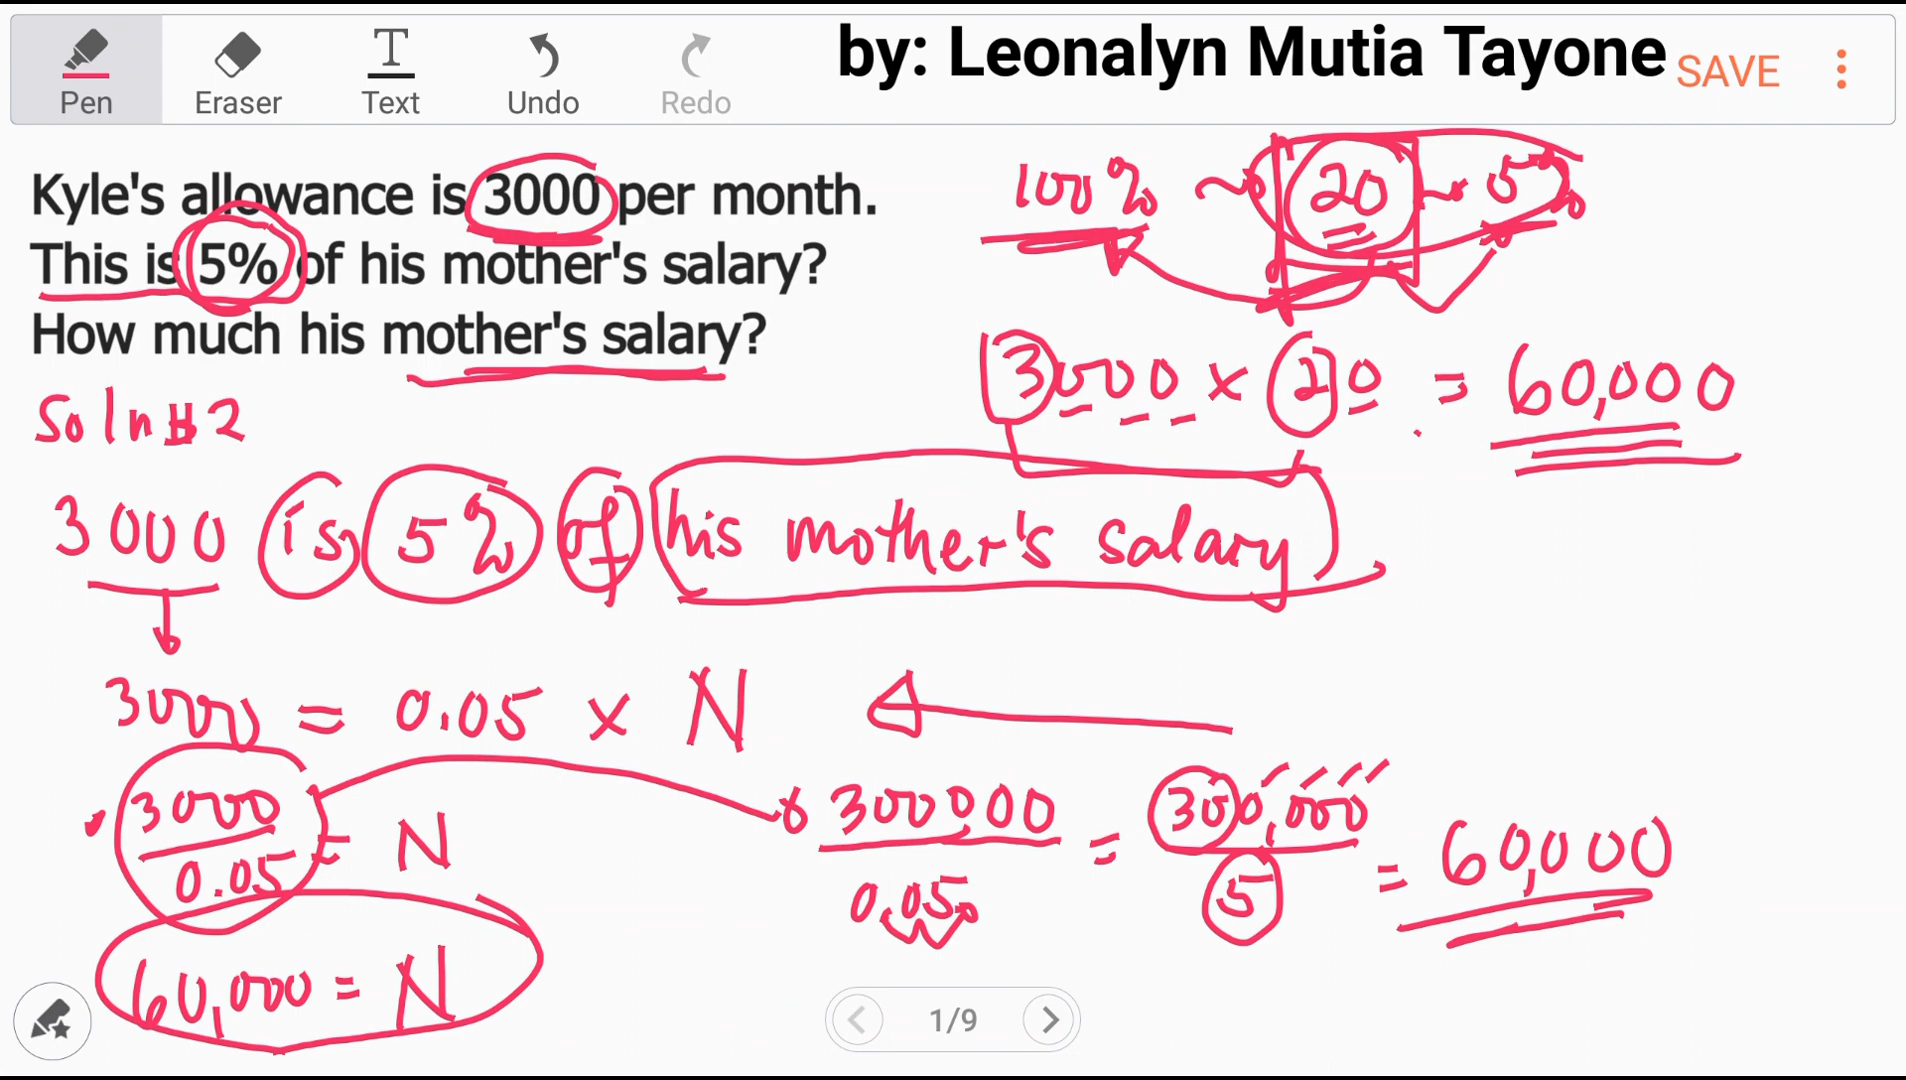 by: Leonalyn Mutia Tayone
SAVE
Pen
Eraser
Text
Undo
Redo
Kyle's allowance is 3000 per month.
This is 5% of his mother's salary?
How much his mother's salary?
100% 20 5%
3000 x 20 = 60,000
Soln # 2
3000 is 5% of his mother's salary
3000 = 0.05 x N
3000
0.05
= N
300000
0.05
=
300,000
5
= 60,000
60,000 = N
1/9